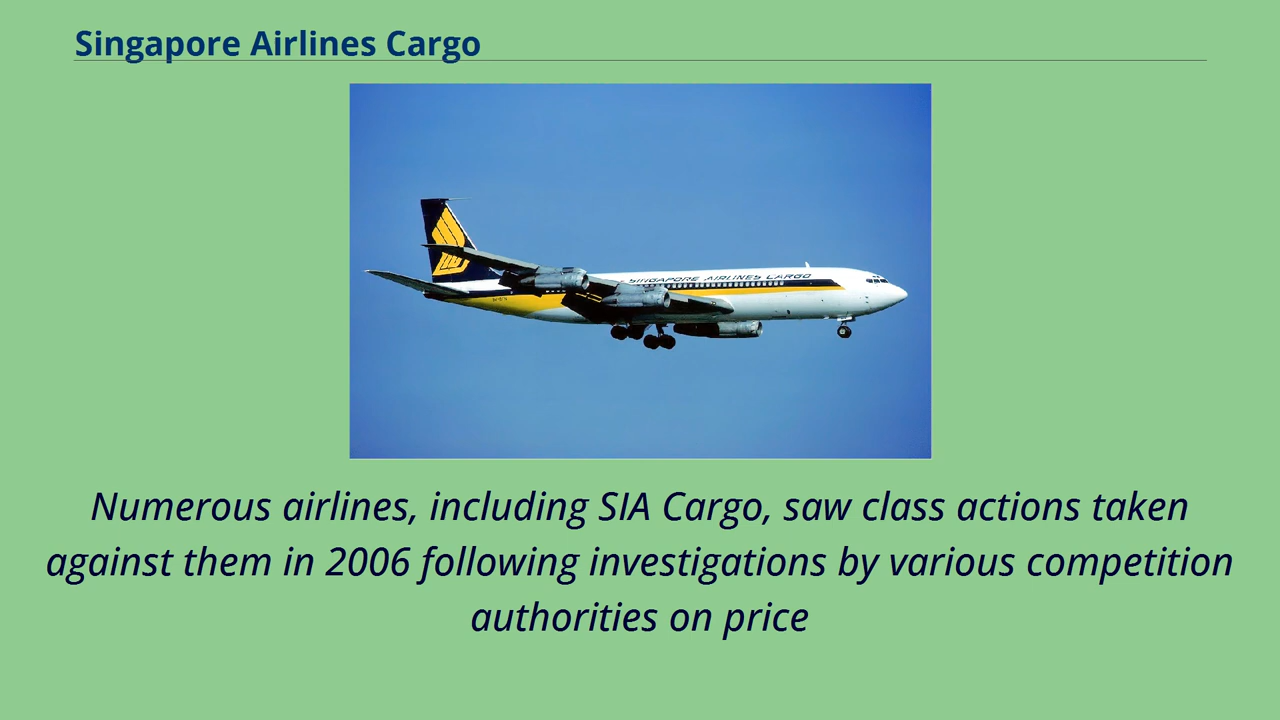 Singapore Airlines Cargo
SINGAPORE AIRLINES CARGO
Numerous airlines, including SIA Cargo, saw class actions taken
against them in 2006 following investigations by various competition
authorities on price